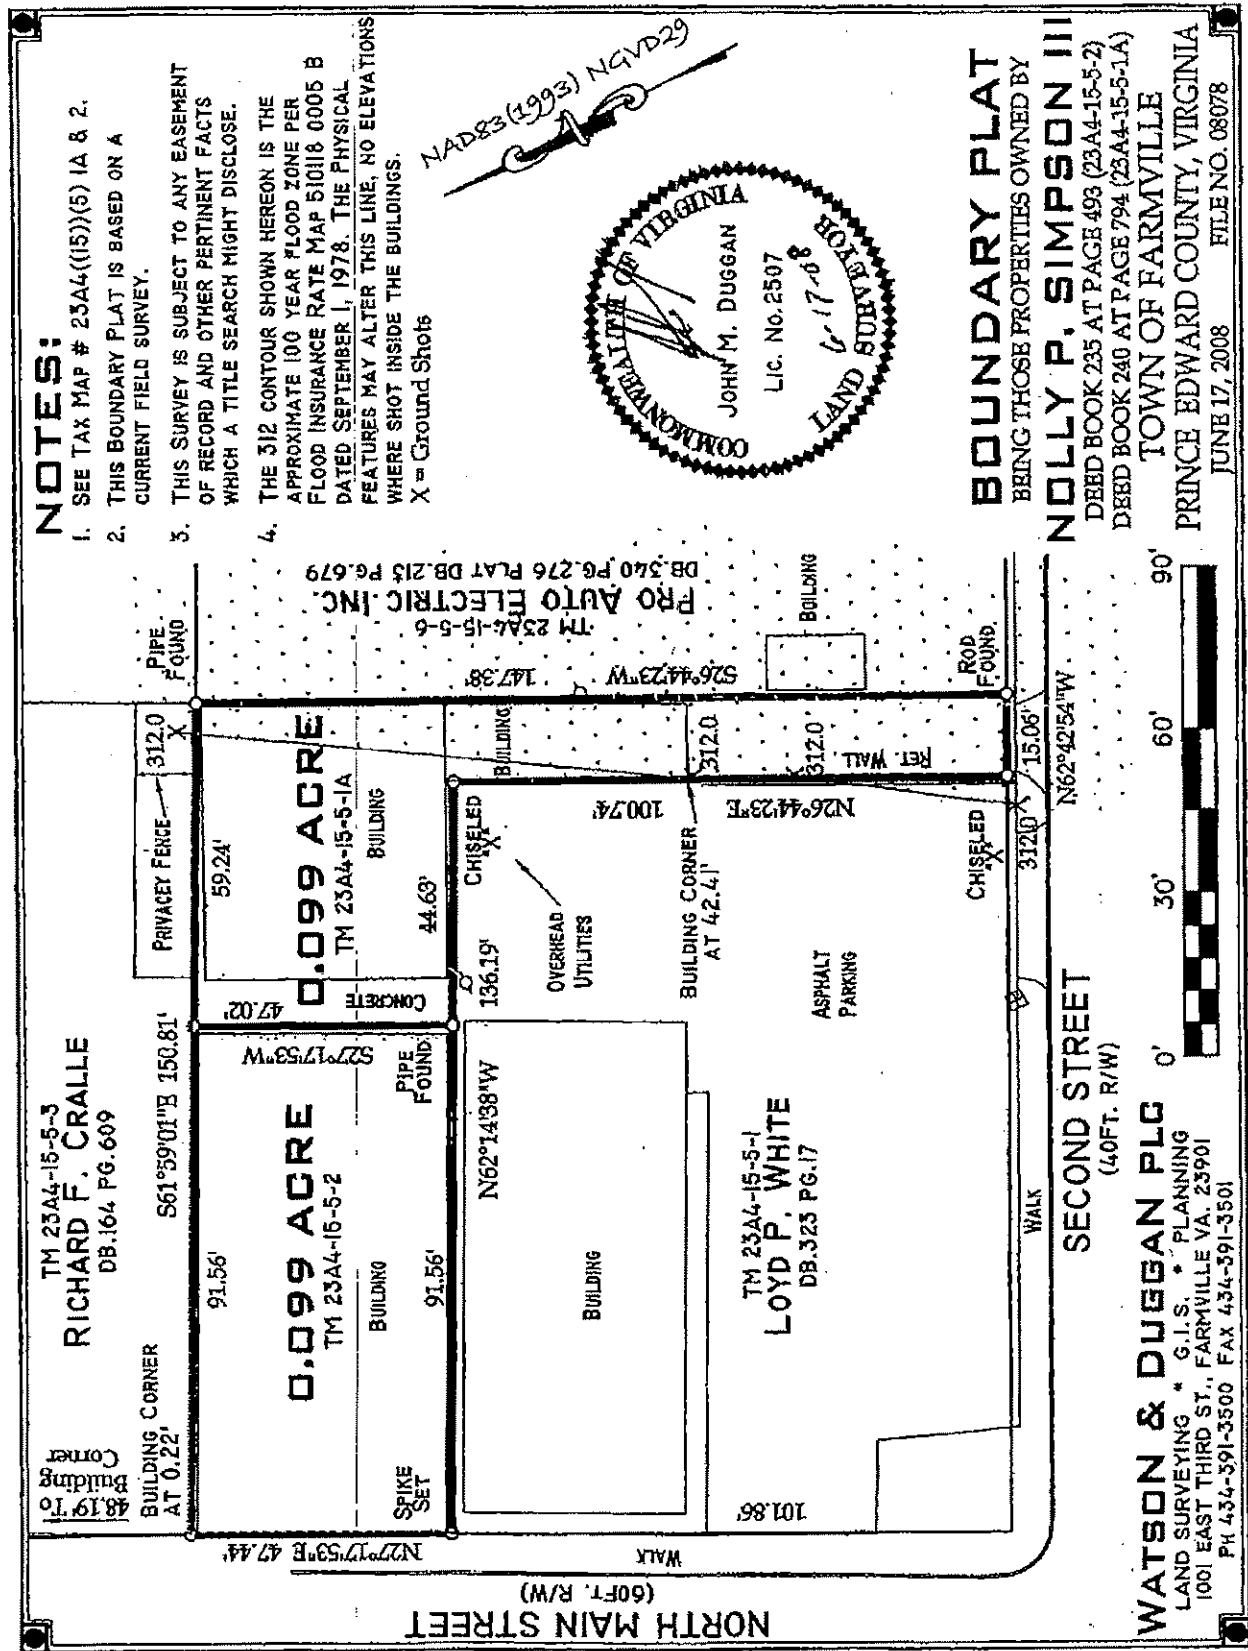 NOTES:
1. SEE TAX MAP # 23A4((15))(5) 1A & 2.
2. THIS BOUNDARY PLAT IS BASED ON A
CURRENT FIELD SURVEY.
3. THIS SURVEY IS SUBJECT TO ANY EASEMENT
OF RECORD AND OTHER PERTINENT FACTS
WHICH A TITLE SEARCH MIGHT DISCLOSE.
4. THE 312 CONTOUR SHOWN HEREON IS THE
APPROXIMATE 100 YEAR FLOOD ZONE PER
FLOOD INSURANCE RATE MAP 510118 0005 B
DATED SEPTEMBER 1, 1978. THE PHYSICAL
FEATURES MAY ALTER THIS LINE, NO ELEVATIONS
WHERE SHOT INSIDE THE BUILDINGS.
X = Ground Shots
NAD83(1993) NGVD29
COMMONWEALTH OF VIRGINIA
JOHN M. DUGGAN
LIC. No. 2507
6-17-08
LAND SURVEYOR
TM 23A4-15-5-3
RICHARD F. CRALLE
DB.164 PG.609
48.19' To
Building
Corner
BUILDING CORNER
AT 0.22'
S61°59'01"E 150.81'
PRIVACEY FENCE
312.0
X
PIPE
FOUND
91.56'
59.24'
0.099 ACRE
TM 23A4-15-5-2
BUILDING
0.099 ACRE
TM 23A4-15-5-1A
BUILDING
N27°17'53"E 47.44'
S27°17'53"W
47.02'
CONCRETE
SPIKE
SET
91.56'
PIPE
FOUND
44.63'
N62°14'38"W
136.19'
CHISELED
"X"
BUILDING
TM 23A4-15-5-6
PRO AUTO ELECTRIC INC.
DB.340 PG.276 PLAT DB.213 PG.679
S26°44'23"W 147.38'
BUILDING
BUILDING
OVERHEAD
UTILITIES
100.74'
N26°44'23"E
BUILDING CORNER
AT 42.41'
312.0
312.0
RET. WALL
ASPHALT
PARKING
TM 23A4-15-5-1
LOYD P. WHITE
DB.323 PG.17
101.86'
CHISELED
"X"
312.0
X
15.06'
ROD
FOUND
N62°42'54"W
WALK
WALK
NORTH MAIN STREET
(60FT. R/W)
SECOND STREET
(40FT. R/W)
0' 30' 60' 90'
WATSON & DUGGAN PLC
LAND SURVEYING * G.I.S. * PLANNING
1001 EAST THIRD ST., FARMVILLE VA. 23901
PH 434-391-3500 FAX 434-391-3501
BOUNDARY PLAT
BEING THOSE PROPERTIES OWNED BY
NOLLY P. SIMPSON III
DEED BOOK 235 AT PAGE 493 (23A4-15-5-2)
DEED BOOK 240 AT PAGE 794 (23A4-15-5-1A)
TOWN OF FARMVILLE
PRINCE EDWARD COUNTY, VIRGINIA
JUNE 17, 2008 FILE NO. 08078